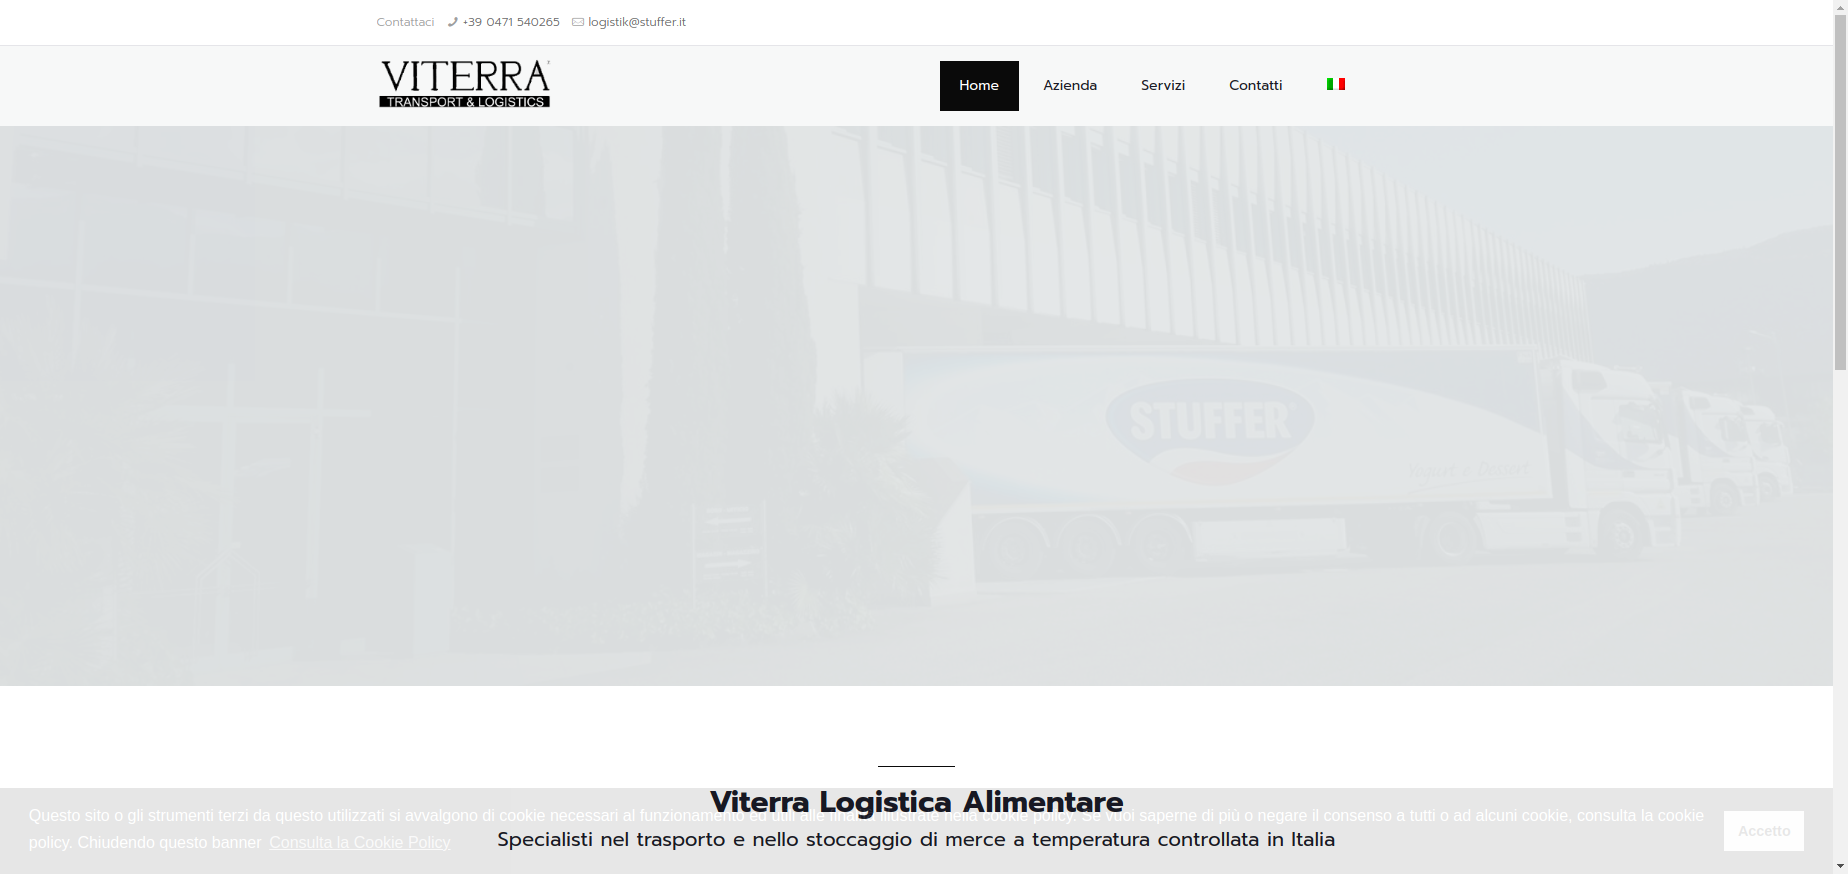 Contattaci +39 0471 540265 logistik@stuffer.it
VITERRA
TRANSPORT & LOGISTICS
Home Azienda Servizi Contatti
STUFFER
Yogurt e Dessert
Viterra Logistica Alimentare
Specialisti nel trasporto e nello stoccaggio di merce a temperatura controllata in Italia
Questo sito o gli strumenti terzi da questo utilizzati si avvalgono di cookie necessari al funzionamento ed utili alle finalità illustrate nella cookie policy. Se vuoi saperne di più o negare il consenso a tutti o ad alcuni cookie, consulta la cookie
policy. Chiudendo questo banner Consulta la Cookie Policy
Accetto